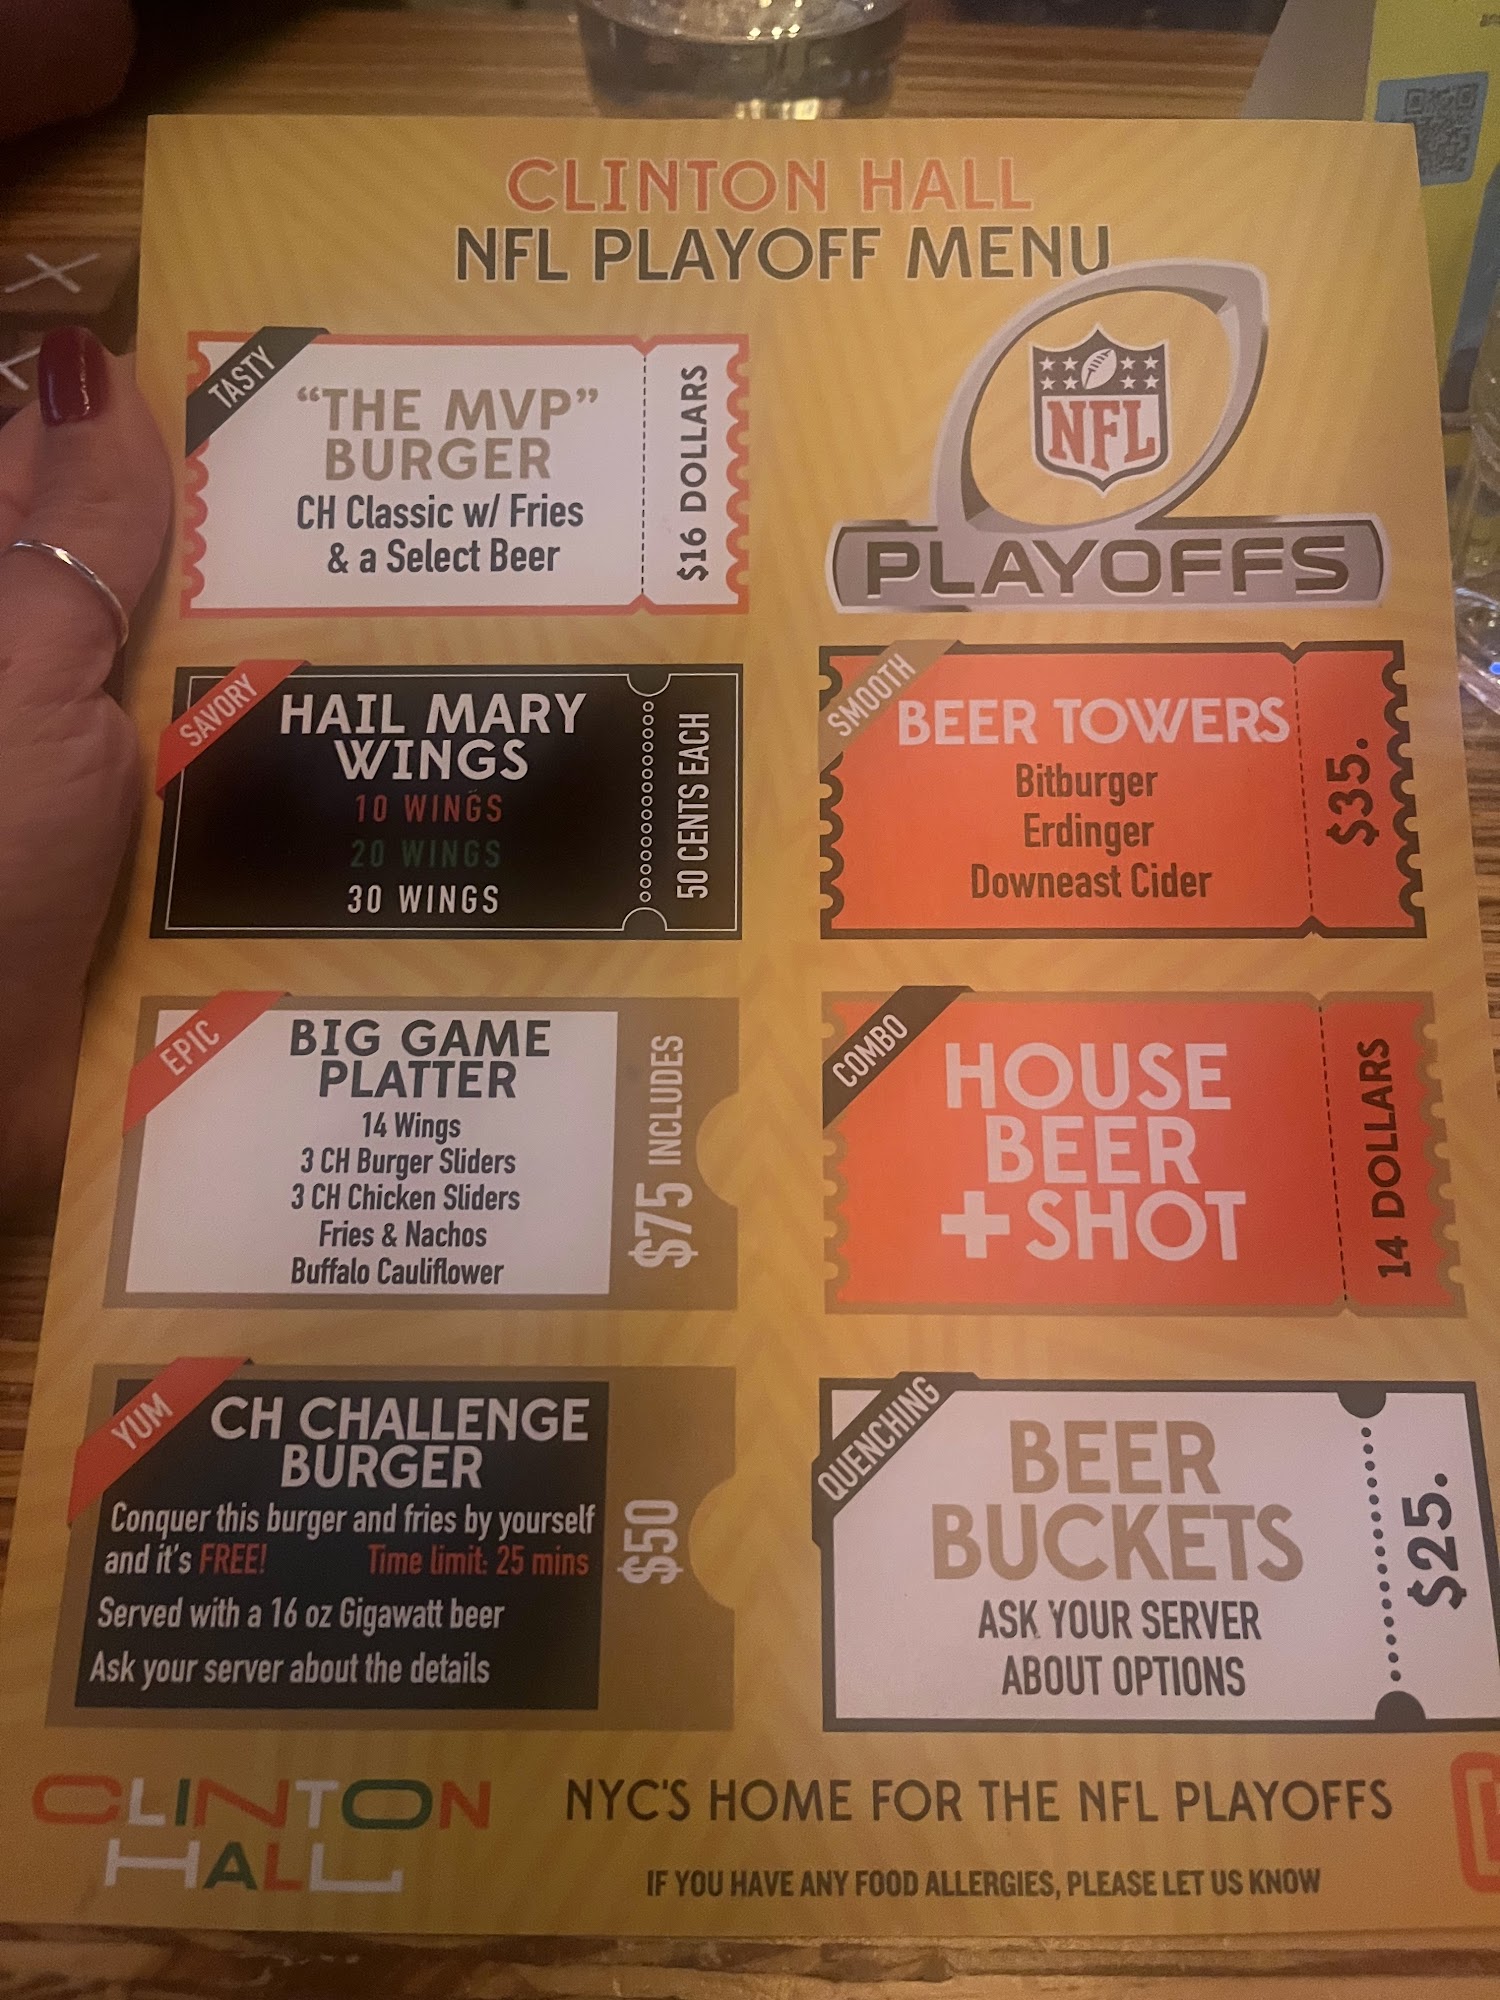 CLINTON HALL
NFL PLAYOFF MENU
TASTY
"THE MVP"
BURGER
CH Classic w/ Fries
& a Select Beer
$16 DOLLARS
NFL
PLAYOFFS
SAVORY
HAIL MARY
WINGS
10 WINGS
20 WINGS
30 WINGS
50 CENTS EACH
SMOOTH
BEER TOWERS
Bitburger
Erdinger
Downeast Cider
$35.
EPIC
BIG GAME
PLATTER
14 Wings
3 CH Burger Sliders
3 CH Chicken Sliders
Fries & Nachos
Buffalo Cauliflower
$75 INCLUDES
COMBO
HOUSE
BEER
+ SHOT
14 DOLLARS
YUM
CH CHALLENGE
BURGER
Conquer this burger and fries by yourself
and it's FREE! Time limit: 25 mins
Served with a 16 oz Gigawatt beer
Ask your server about the details
$50
QUENCHING
BEER
BUCKETS
ASK YOUR SERVER
ABOUT OPTIONS
$25.
CLINTON
HALL
NYC'S HOME FOR THE NFL PLAYOFFS
IF YOU HAVE ANY FOOD ALLERGIES, PLEASE LET US KNOW